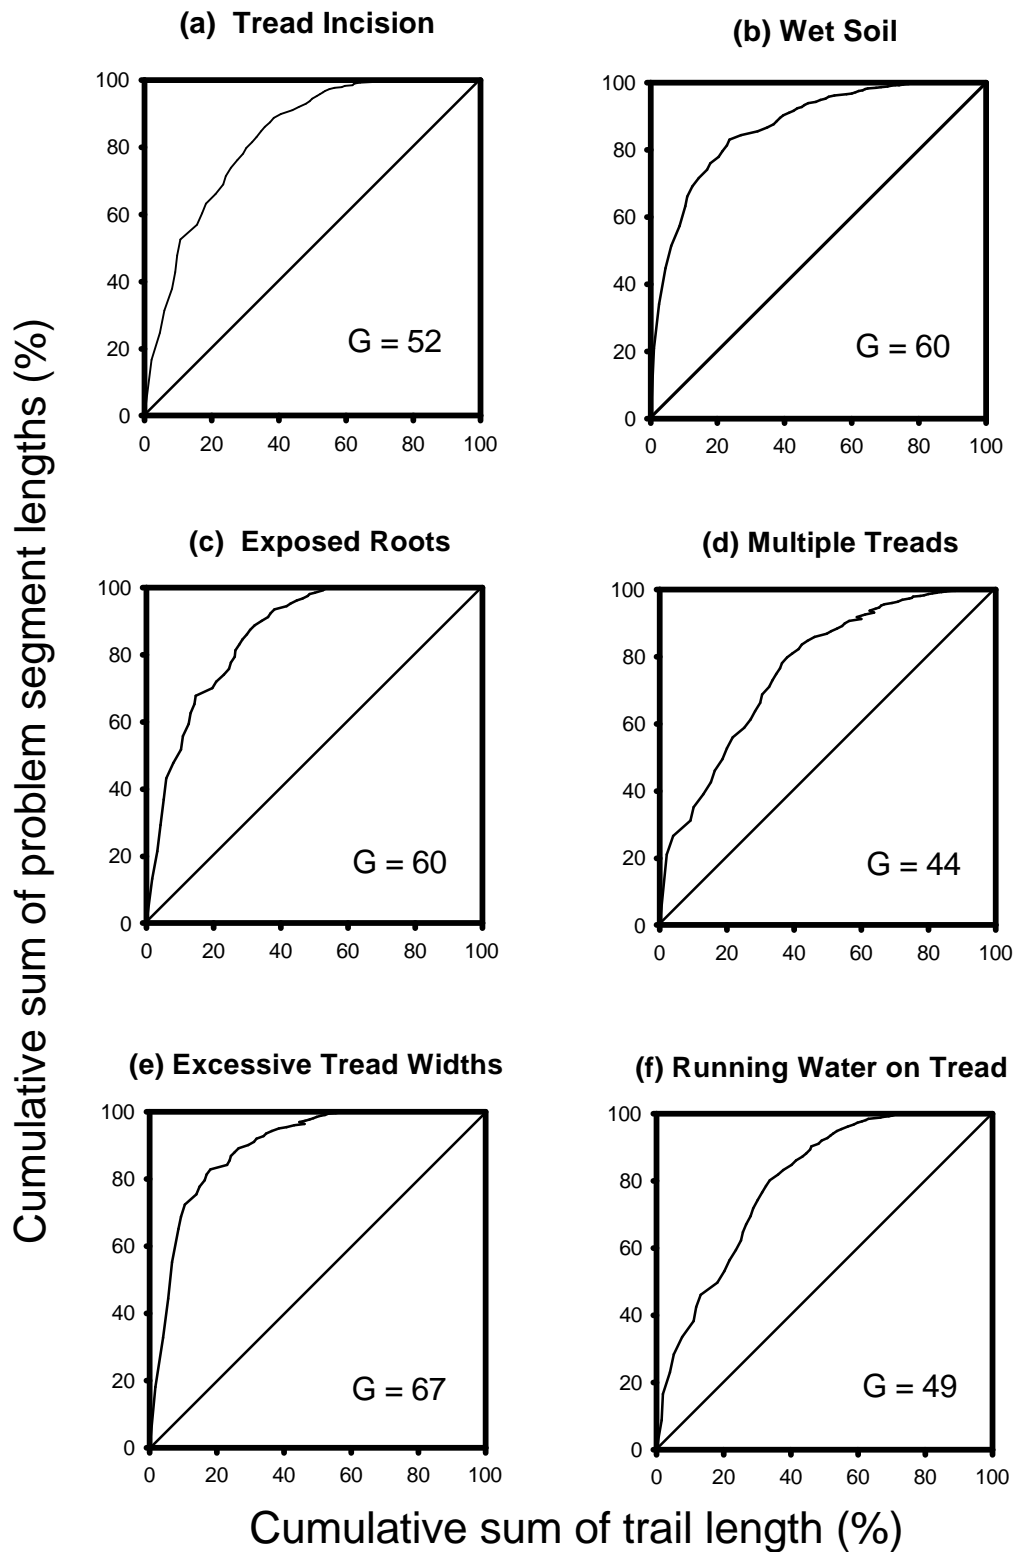 (a) Tread Incision
(b) Wet Soil
100
80
60
40
20
0
G = 52
0 20 40 60 80 100
100
80
60
40
20
0
G = 60
0 20 40 60 80 100
(c) Exposed Roots
(d) Multiple Treads
100
80
60
40
20
0
G = 60
0 20 40 60 80 100
100
80
60
40
20
0
G = 44
0 20 40 60 80 100
(e) Excessive Tread Widths
(f) Running Water on Tread
100
80
60
40
20
0
G = 67
0 20 40 60 80 100
100
80
60
40
20
0
G = 49
0 20 40 60 80 100
Cumulative sum of problem segment lengths (%)
Cumulative sum of trail length (%)